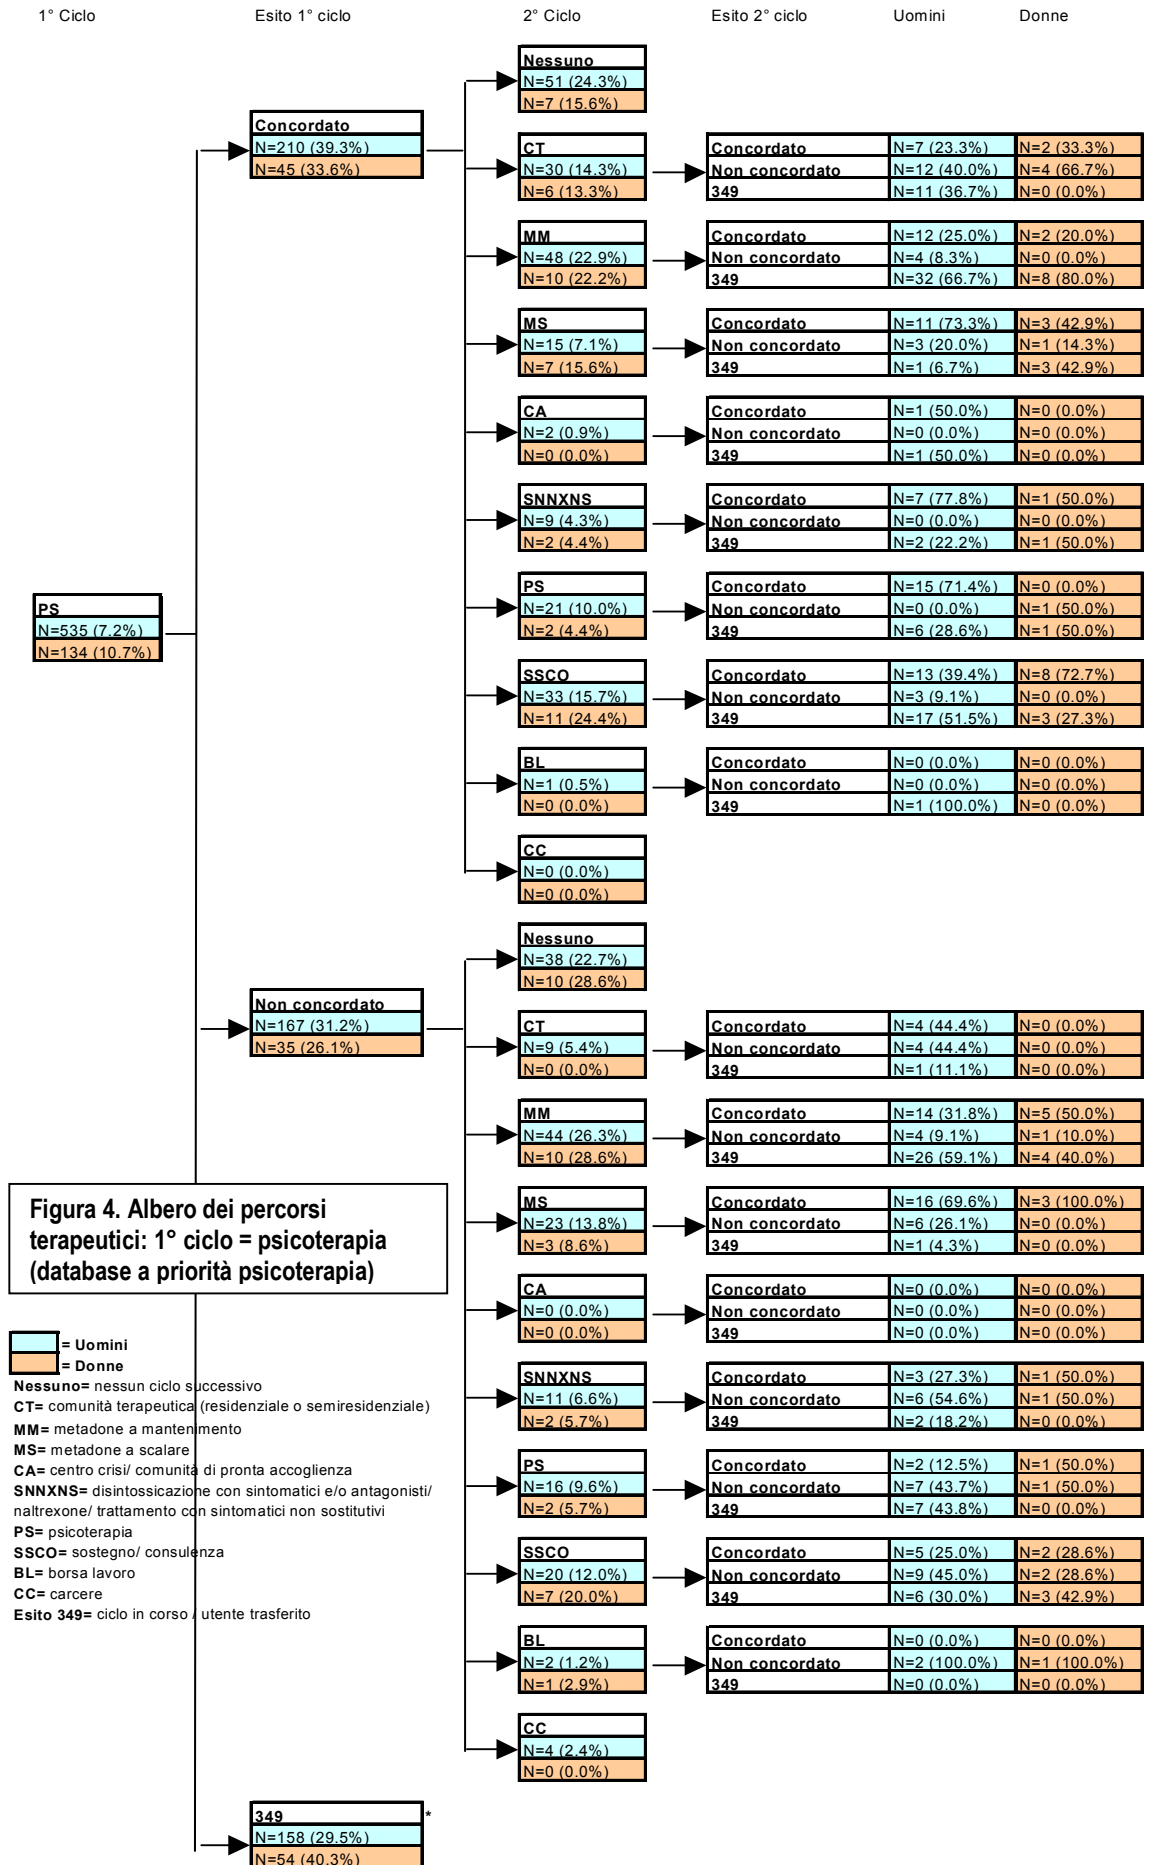 1° Ciclo Esito 1° ciclo 2° Ciclo Esito 2° ciclo Uomini Donne
Nessuno
N=51 (24.3%)
N=7 (15.6%)
Concordato
N=210 (39.3%)
N=45 (33.6%)
CT Concordato N=7 (23.3%) N=2 (33.3%)
N=30 (14.3%) Non concordato N=12 (40.0%) N=4 (66.7%)
N=6 (13.3%) 349 N=11 (36.7%) N=0 (0.0%)
MM Concordato N=12 (25.0%) N=2 (20.0%)
N=48 (22.9%) Non concordato N=4 (8.3%) N=0 (0.0%)
N=10 (22.2%) 349 N=32 (66.7%) N=8 (80.0%)
MS Concordato N=11 (73.3%) N=3 (42.9%)
N=15 (7.1%) Non concordato N=3 (20.0%) N=1 (14.3%)
N=7 (15.6%) 349 N=1 (6.7%) N=3 (42.9%)
CA Concordato N=1 (50.0%) N=0 (0.0%)
N=2 (0.9%) Non concordato N=0 (0.0%) N=0 (0.0%)
N=0 (0.0%) 349 N=1 (50.0%) N=0 (0.0%)
SNNXNS Concordato N=7 (77.8%) N=1 (50.0%)
N=9 (4.3%) Non concordato N=0 (0.0%) N=0 (0.0%)
N=2 (4.4%) 349 N=2 (22.2%) N=1 (50.0%)
PS
N=535 (7.2%)
N=134 (10.7%)
PS Concordato N=15 (71.4%) N=0 (0.0%)
N=21 (10.0%) Non concordato N=0 (0.0%) N=1 (50.0%)
N=2 (4.4%) 349 N=6 (28.6%) N=1 (50.0%)
SSCO Concordato N=13 (39.4%) N=8 (72.7%)
N=33 (15.7%) Non concordato N=3 (9.1%) N=0 (0.0%)
N=11 (24.4%) 349 N=17 (51.5%) N=3 (27.3%)
BL Concordato N=0 (0.0%) N=0 (0.0%)
N=1 (0.5%) Non concordato N=0 (0.0%) N=0 (0.0%)
N=0 (0.0%) 349 N=1 (100.0%) N=0 (0.0%)
CC
N=0 (0.0%)
N=0 (0.0%)
Nessuno
N=38 (22.7%)
N=10 (28.6%)
Non concordato
N=167 (31.2%)
N=35 (26.1%)
CT Concordato N=4 (44.4%) N=0 (0.0%)
N=9 (5.4%) Non concordato N=4 (44.4%) N=0 (0.0%)
N=0 (0.0%) 349 N=1 (11.1%) N=0 (0.0%)
MM Concordato N=14 (31.8%) N=5 (50.0%)
N=44 (26.3%) Non concordato N=4 (9.1%) N=1 (10.0%)
N=10 (28.6%) 349 N=26 (59.1%) N=4 (40.0%)
MS Concordato N=16 (69.6%) N=3 (100.0%)
N=23 (13.8%) Non concordato N=6 (26.1%) N=0 (0.0%)
N=3 (8.6%) 349 N=1 (4.3%) N=0 (0.0%)
CA Concordato N=0 (0.0%) N=0 (0.0%)
N=0 (0.0%) Non concordato N=0 (0.0%) N=0 (0.0%)
N=0 (0.0%) 349 N=0 (0.0%) N=0 (0.0%)
SNNXNS Concordato N=3 (27.3%) N=1 (50.0%)
N=11 (6.6%) Non concordato N=6 (54.6%) N=1 (50.0%)
N=2 (5.7%) 349 N=2 (18.2%) N=0 (0.0%)
PS Concordato N=2 (12.5%) N=1 (50.0%)
N=16 (9.6%) Non concordato N=7 (43.7%) N=1 (50.0%)
N=2 (5.7%) 349 N=7 (43.8%) N=0 (0.0%)
SSCO Concordato N=5 (25.0%) N=2 (28.6%)
N=20 (12.0%) Non concordato N=9 (45.0%) N=2 (28.6%)
N=7 (20.0%) 349 N=6 (30.0%) N=3 (42.9%)
BL Concordato N=0 (0.0%) N=0 (0.0%)
N=2 (1.2%) Non concordato N=2 (100.0%) N=1 (100.0%)
N=1 (2.9%) 349 N=0 (0.0%) N=0 (0.0%)
CC
N=4 (2.4%)
N=0 (0.0%)
349 *
N=158 (29.5%)
N=54 (40.3%)
Figura 4. Albero dei percorsi
terapeutici: 1° ciclo = psicoterapia
(database a priorità psicoterapia)
= Uomini
= Donne
Nessuno= nessun ciclo successivo
CT= comunità terapeutica (residenziale o semiresidenziale)
MM= metadone a mantenimento
MS= metadone a scalare
CA= centro crisi/ comunità di pronta accoglienza
SNNXNS= disintossicazione con sintomatici e/o antagonisti/
naltrexone/ trattamento con sintomatici non sostitutivi
PS= psicoterapia
SSCO= sostegno/ consulenza
BL= borsa lavoro
CC= carcere
Esito 349= ciclo in corso / utente trasferito